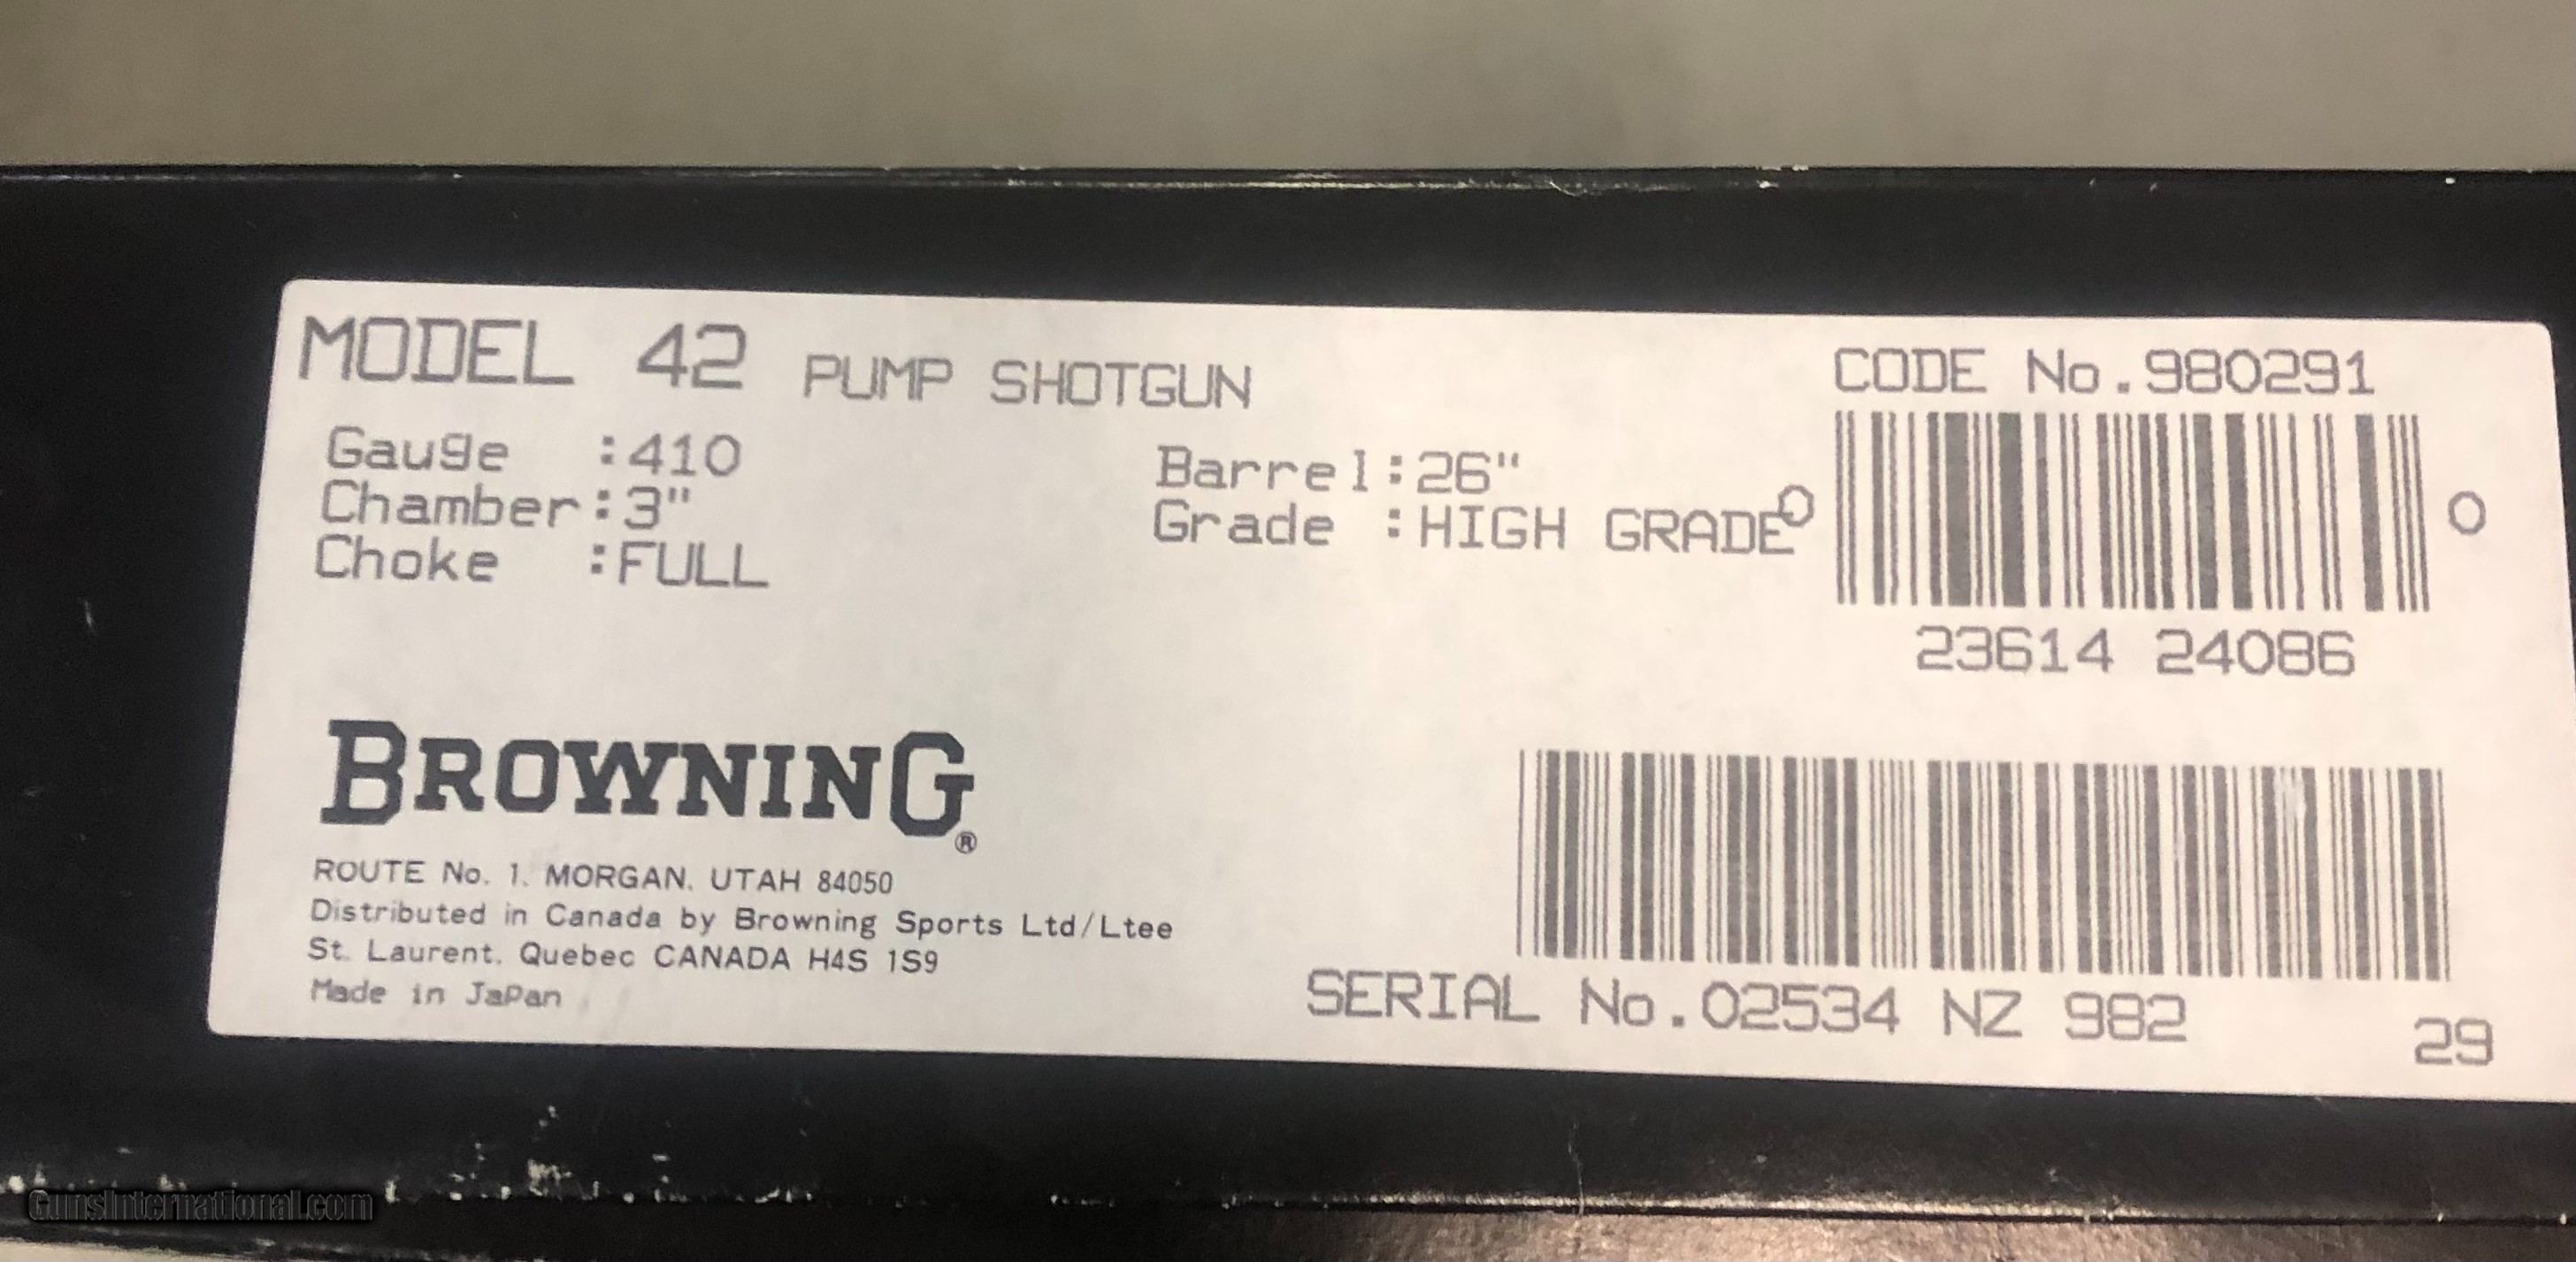 MODEL 42 PUMP SHOTGUN
CODE No.980291
Gauge :410
Barrel:26"
Chamber:3"
Grade :HIGH GRADE
Choke :FULL
0 0
23614 24086
BROWNING®
ROUTE No. 1. MORGAN. UTAH 84050
Distributed in Canada by Browning Sports Ltd/Ltee
St. Laurent. Quebec CANADA H4S 1S9
Made in JaPan
SERIAL No.02534 NZ 982
29
GunsInternational.com